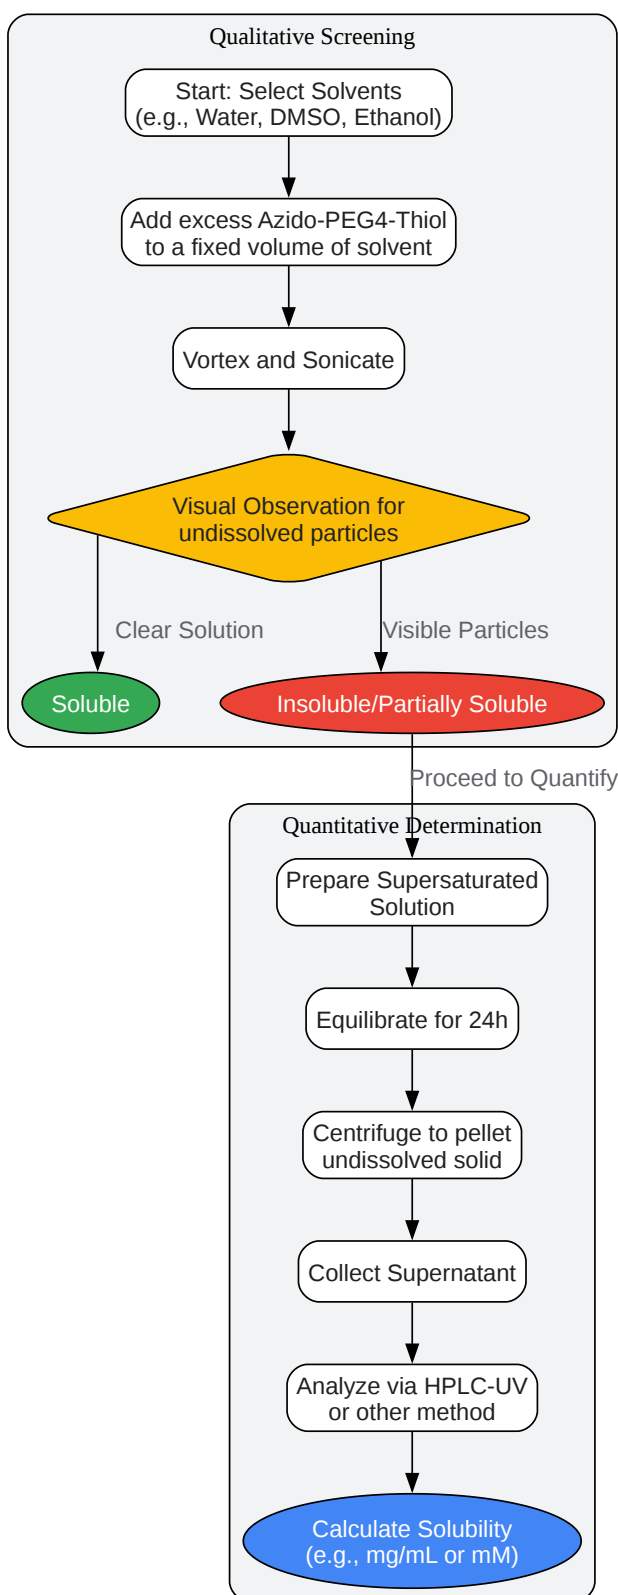 Qualitative Screening
Start: Select Solvents
(e.g., Water, DMSO, Ethanol)
Add excess Azido-PEG4-Thiol
to a fixed volume of solvent
Vortex and Sonicate
Visual Observation for
undissolved particles
Clear Solution
Visible Particles
Soluble
Insoluble/Partially Soluble
Proceed to Quantify
Quantitative Determination
Prepare Supersaturated
Solution
Equilibrate for 24h
Centrifuge to pellet
undissolved solid
Collect Supernatant
Analyze via HPLC-UV
or other method
Calculate Solubility
(e.g., mg/mL or mM)